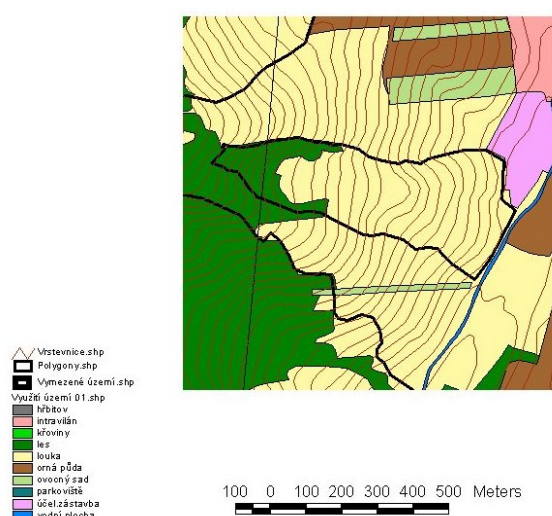 Vrstevnice.shp
Polygony.shp
Vymezené území.shp
Využití území 01.shp
hřbitov
intravilán
křoviny
les
louka
orná půda
ovocný sad
parkoviště
účel.zástavba
vodní plocha
100 0 100 200 300 400 500 Meters